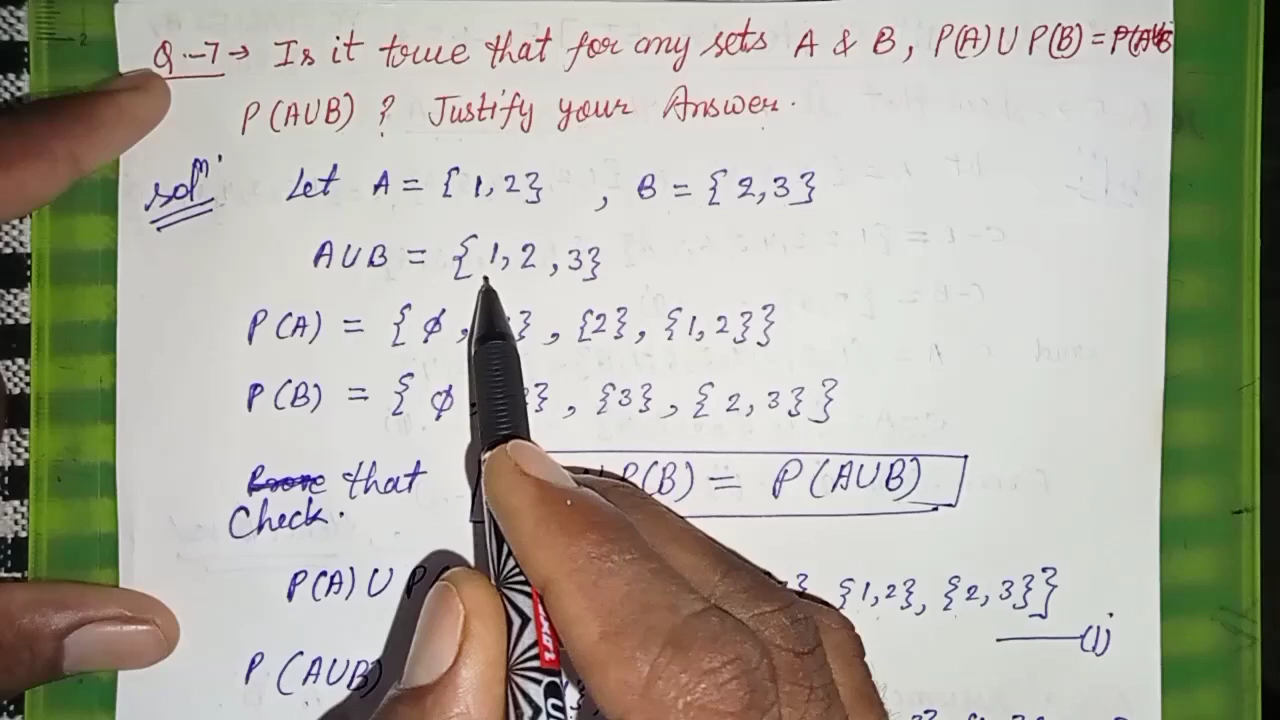 Q.-7 → Is it true that for any sets A & B, P(A) ∪ P(B) =
P(A∪B) ? Justify your Answer.
solⁿ. Let A = {1,2} , B = {2,3}
A∪B = {1,2,3}
P(A) = {ϕ, }, {2}, {1,2}}
P(B) = {ϕ }, {3}, {2,3}}
that P(B) = P(A∪B)
Check.
P(A) ∪ P }, {1,2}, {2,3}} (1)
P(A∪B)